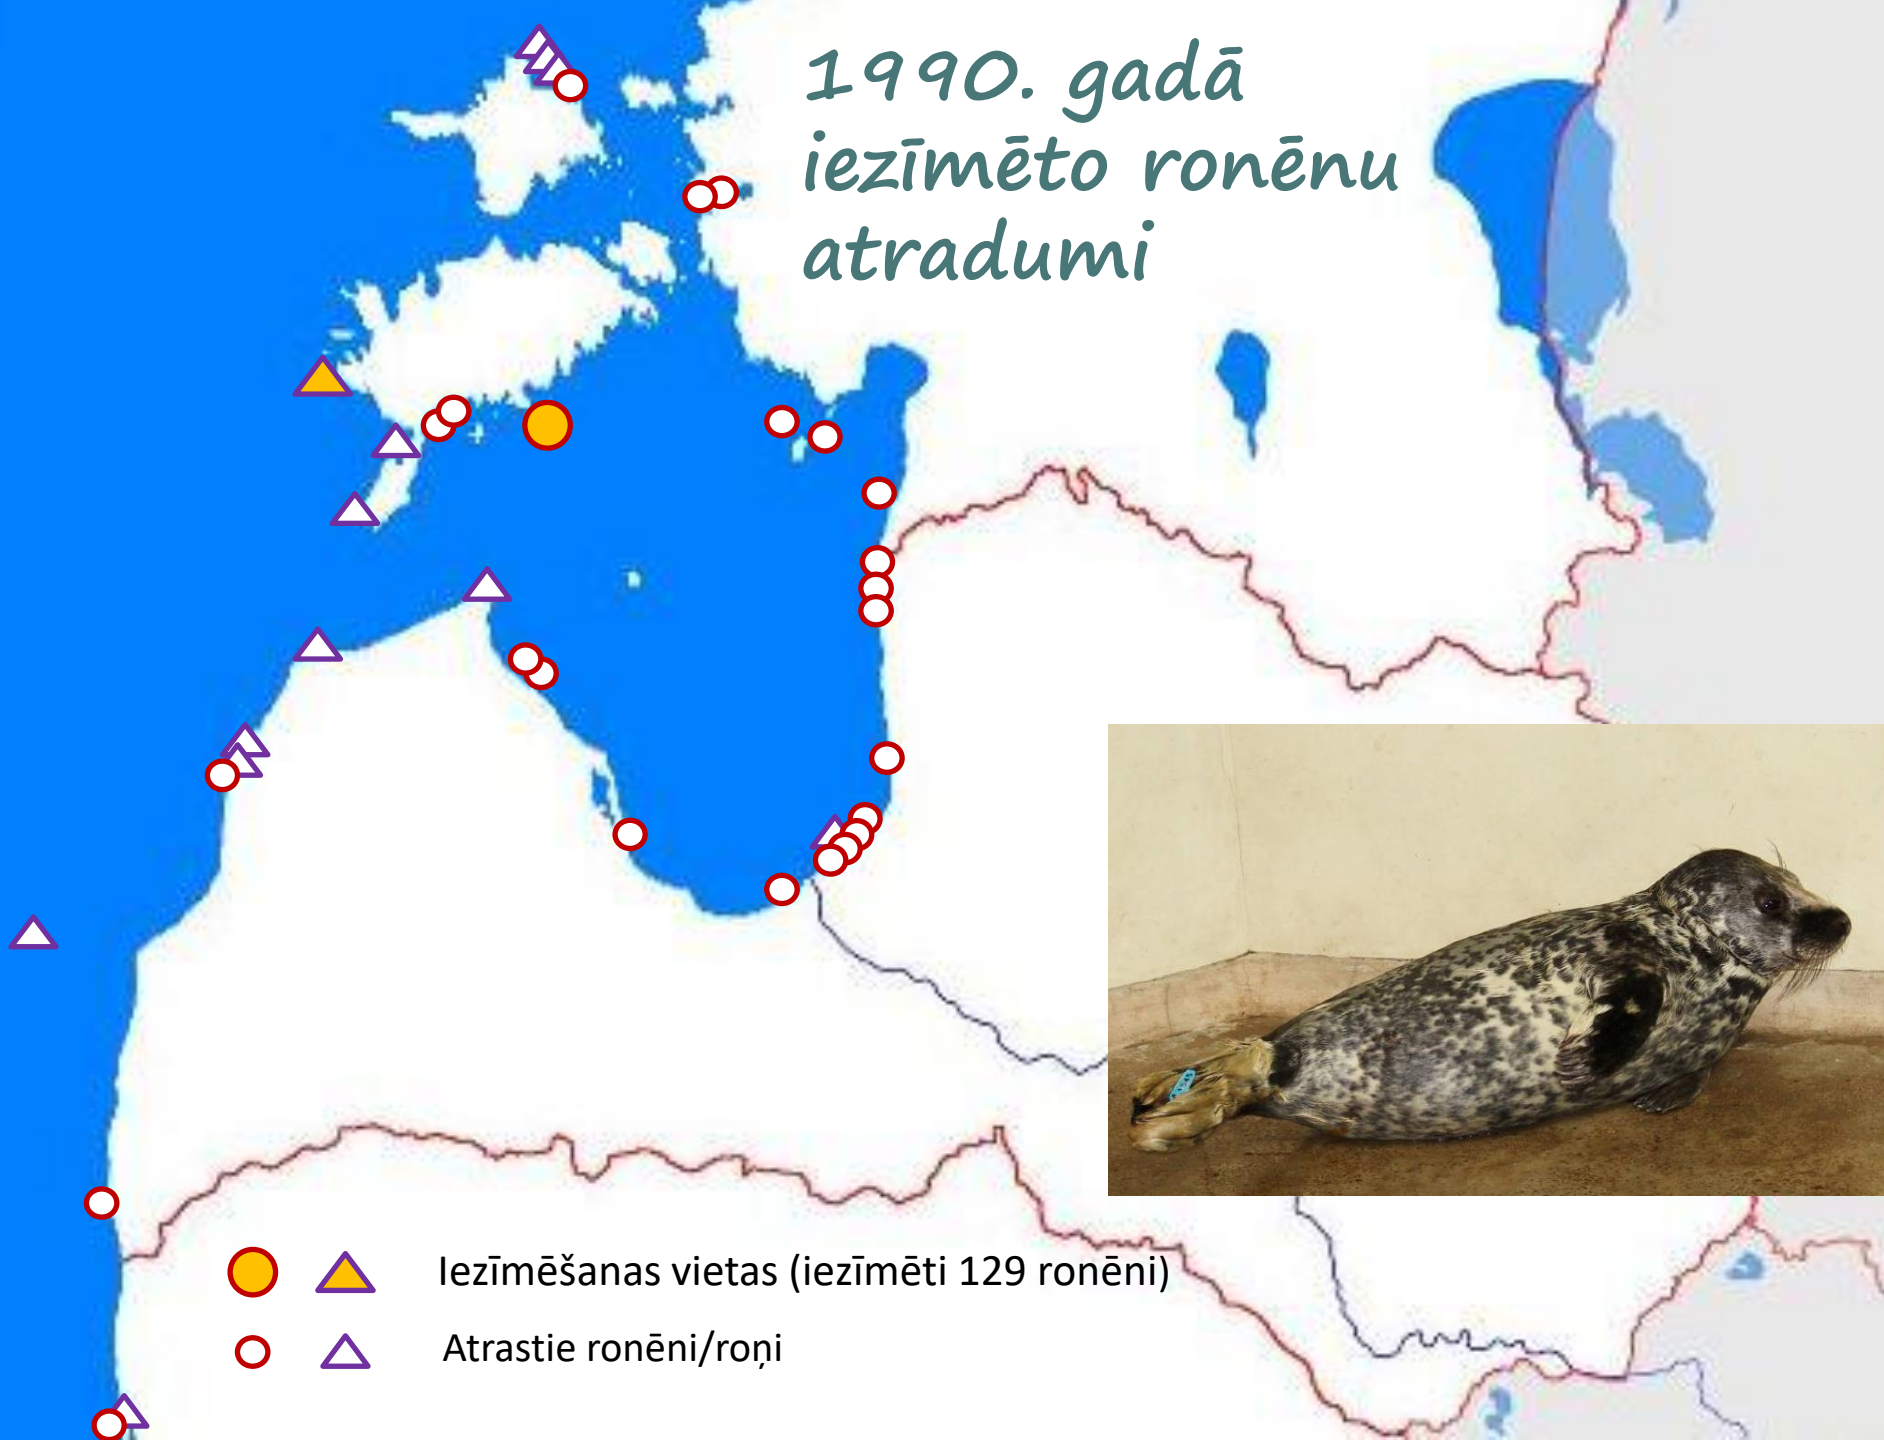 1990. gadā
iezīmēto ronēnu
atradumi
Iezīmēšanas vietas (iezīmēti 129 ronēni)
Atrastie ronēni/roņi